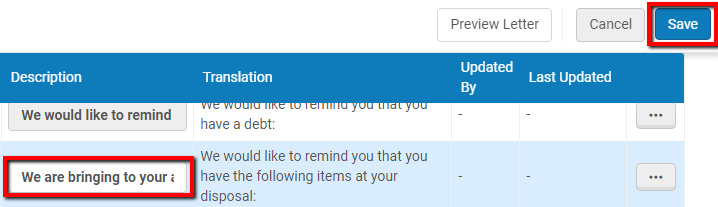 Preview Letter Cancel Save
Description Translation Updated By Last Updated
We would like to remind
We would like to remind you that you
have a debt:
- -
We are bringing to your a
We would like to remind you that you
have the following items at your
disposal:
- -